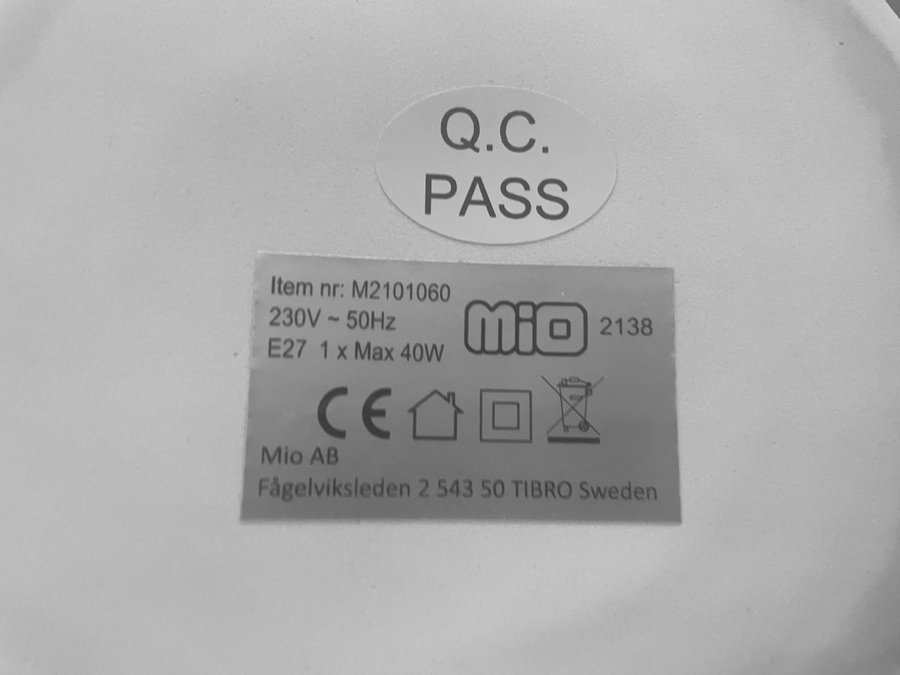 Q.C.
PASS
Item nr: M2101060
230V ~ 50Hz
E27 1 x Max 40W
mio 2138
CE
Mio AB
Fågelviksleden 2 543 50 TIBRO Sweden